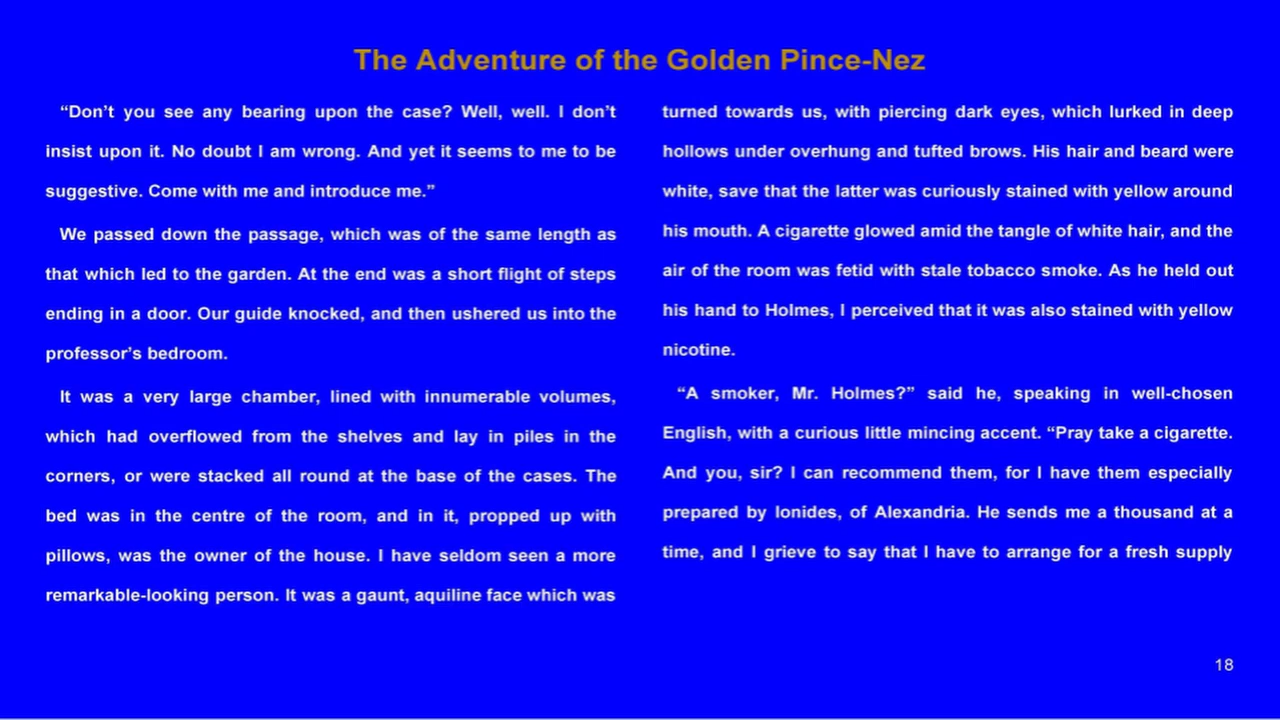 The Adventure of the Golden Pince-Nez
“Don’t you see any bearing upon the case? Well, well. I don’t
insist upon it. No doubt I am wrong. And yet it seems to me to be
suggestive. Come with me and introduce me.”
We passed down the passage, which was of the same length as
that which led to the garden. At the end was a short flight of steps
ending in a door. Our guide knocked, and then ushered us into the
professor’s bedroom.
It was a very large chamber, lined with innumerable volumes,
which had overflowed from the shelves and lay in piles in the
corners, or were stacked all round at the base of the cases. The
bed was in the centre of the room, and in it, propped up with
pillows, was the owner of the house. I have seldom seen a more
remarkable-looking person. It was a gaunt, aquiline face which was
turned towards us, with piercing dark eyes, which lurked in deep
hollows under overhung and tufted brows. His hair and beard were
white, save that the latter was curiously stained with yellow around
his mouth. A cigarette glowed amid the tangle of white hair, and the
air of the room was fetid with stale tobacco smoke. As he held out
his hand to Holmes, I perceived that it was also stained with yellow
nicotine.
“A smoker, Mr. Holmes?” said he, speaking in well-chosen
English, with a curious little mincing accent. “Pray take a cigarette.
And you, sir? I can recommend them, for I have them especially
prepared by Ionides, of Alexandria. He sends me a thousand at a
time, and I grieve to say that I have to arrange for a fresh supply
18